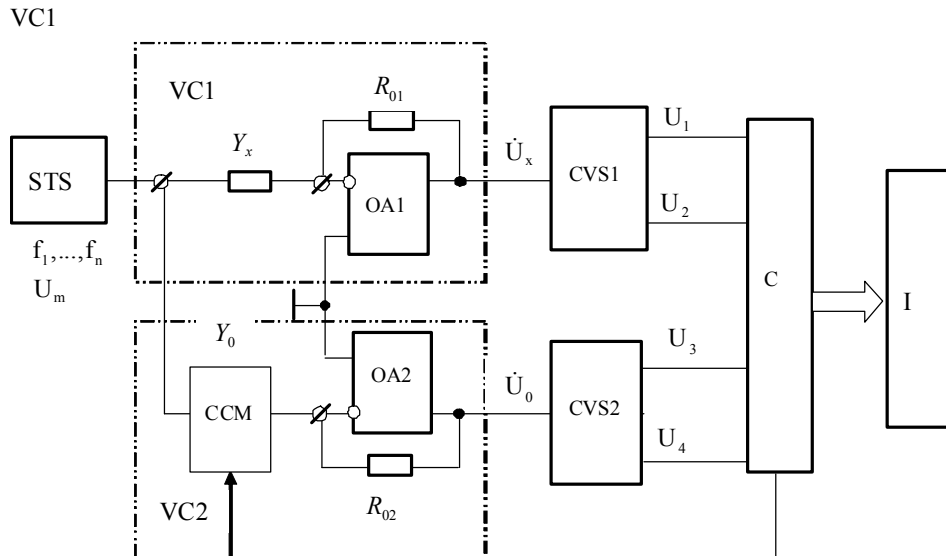 VC1
VC1
R01
Yx
STS
OA1
U̇x
CVS1
U1
U2
f1,...,fn
Um
C
I
Y0
OA2
CCM
U̇0
CVS2
U3
U4
VC2
R02